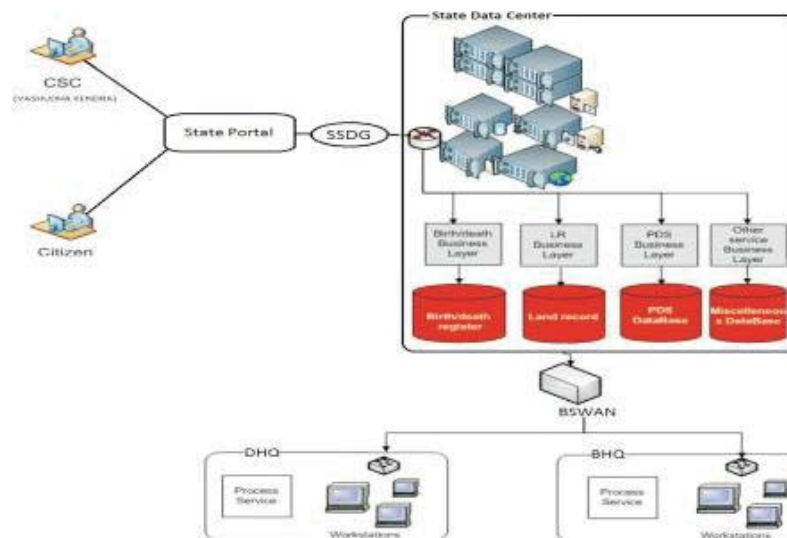 State Data Center
CSC
(VASHUDHA KENDRA)
State Portal
SSDG
Citizen
Birth/death
Business
Layer
LR
Business
Layer
PDS
Business
Layer
Other
service
Business
Layer
Birth/death
register
Land record
PDS
DataBase
Miscellaneou
s DataBase
BSWAN
DHQ
Process
Service
Workstations
BHQ
Process
Service
Workstations